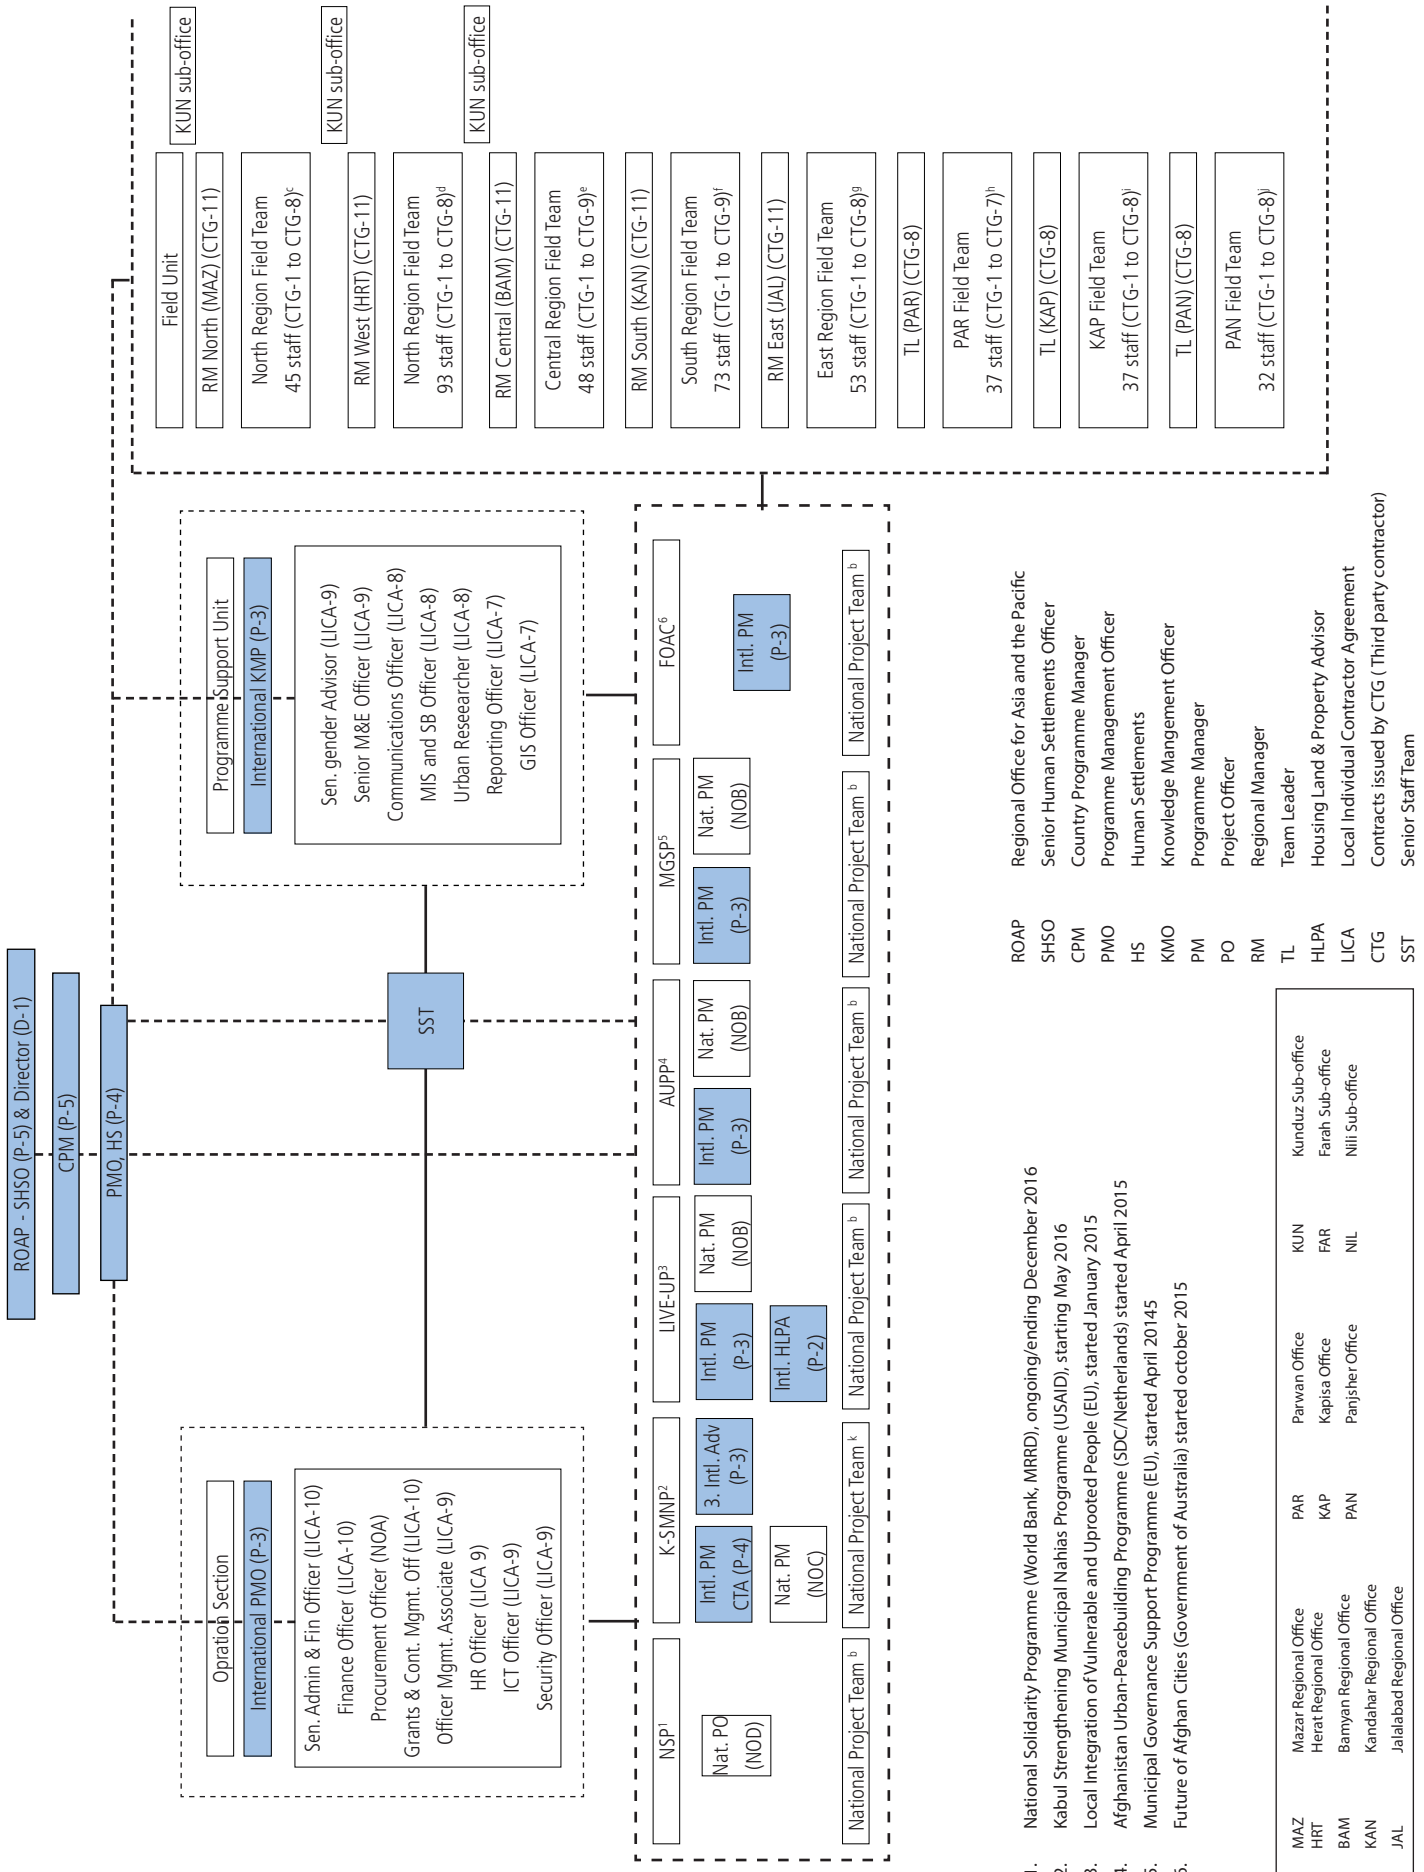 ROAP - SHSO (P-5) & Director (D-1)
CPM (P-5)
PMO, HS (P-4)
Opration Section
International PMO (P-3)
Sen. Admin & Fin Officer (LICA-10)
Finance Officer (LICA-10)
Procurement Officer (NOA)
Grants & Cont. Mgmt. Off (LICA-10)
Officer Mgmt. Associate (LICA-9)
HR Officer (LICA 9)
ICT Officer (LICA-9)
Security Officer (LICA-9)
SST
Programme Support Unit
International KMP (P-3)
Sen. gender Advisor (LICA-9)
Senior M&E Officer (LICA-9)
Communications Officer (LICA-8)
MIS and SB Officer (LICA-8)
Urban Reseearcher (LICA-8)
Reporting Officer (LICA-7)
GIS Officer (LICA-7)
Field Unit
RM North (MAZ) (CTG-11)
KUN sub-office
North Region Field Team
45 staff (CTG-1 to CTG-8)c
RM West (HRT) (CTG-11)
KUN sub-office
North Region Field Team
93 staff (CTG-1 to CTG-8)d
RM Central (BAM) (CTG-11)
KUN sub-office
Central Region Field Team
48 staff (CTG-1 to CTG-9)e
RM South (KAN) (CTG-11)
South Region Field Team
73 staff (CTG-1 to CTG-9)f
RM East (JAL) (CTG-11)
East Region Field Team
53 staff (CTG-1 to CTG-8)g
TL (PAR) (CTG-8)
PAR Field Team
37 staff (CTG-1 to CTG-7)h
TL (KAP) (CTG-8)
KAP Field Team
37 staff (CTG-1 to CTG-8)i
TL (PAN) (CTG-8)
PAN Field Team
32 staff (CTG-1 to CTG-8)j
NSP1
Nat. PO
(NOD)
National Project Team b
K-SMNP2
Intl. PM
CTA (P-4)
3. Intl. Adv
(P-3)
Nat. PM
(NOC)
National Project Team k
LIVE-UP3
Intl. PM
(P-3)
Nat. PM
(NOB)
Intl. HLPA
(P-2)
National Project Team b
AUPP4
Intl. PM
(P-3)
Nat. PM
(NOB)
National Project Team b
MGSP5
Intl. PM
(P-3)
Nat. PM
(NOB)
National Project Team b
FOAC6
Intl. PM
(P-3)
National Project Team b
1. National Solidarity Programme (World Bank, MRRD), ongoing/ending December 2016
2. Kabul Strengthening Municipal Nahias Programme (USAID), starting May 2016
3. Local Integration of Vulnerable and Uprooted People (EU), started January 2015
4. Afghanistan Urban-Peacebuilding Programme (SDC/Netherlands) started April 2015
5. Municipal Governance Support Programme (EU), started April 20145
6. Future of Afghan Cities (Government of Australia) started october 2015
ROAP Regional Office for Asia and the Pacific
SHSO Senior Human Settlements Officer
CPM Country Programme Manager
PMO Programme Management Officer
HS Human Settlements
KMO Knowledge Mangement Officer
PM Programme Manager
PO Project Officer
RM Regional Manager
TL Team Leader
HLPA Housing Land & Property Advisor
LICA Local Individual Contractor Agreement
CTG Contracts issued by CTG ( Third party contractor)
SST Senior Staff Team
MAZ Mazar Regional Office PAR Parwan Office KUN Kunduz Sub-office
HRT Herat Regional Office KAP Kapisa Office FAR Farah Sub-office
BAM Bamyan Regional Office PAN Panjsher Office NIL Nili Sub-office
KAN Kandahar Regional Office
JAL Jalalabad Regional Office